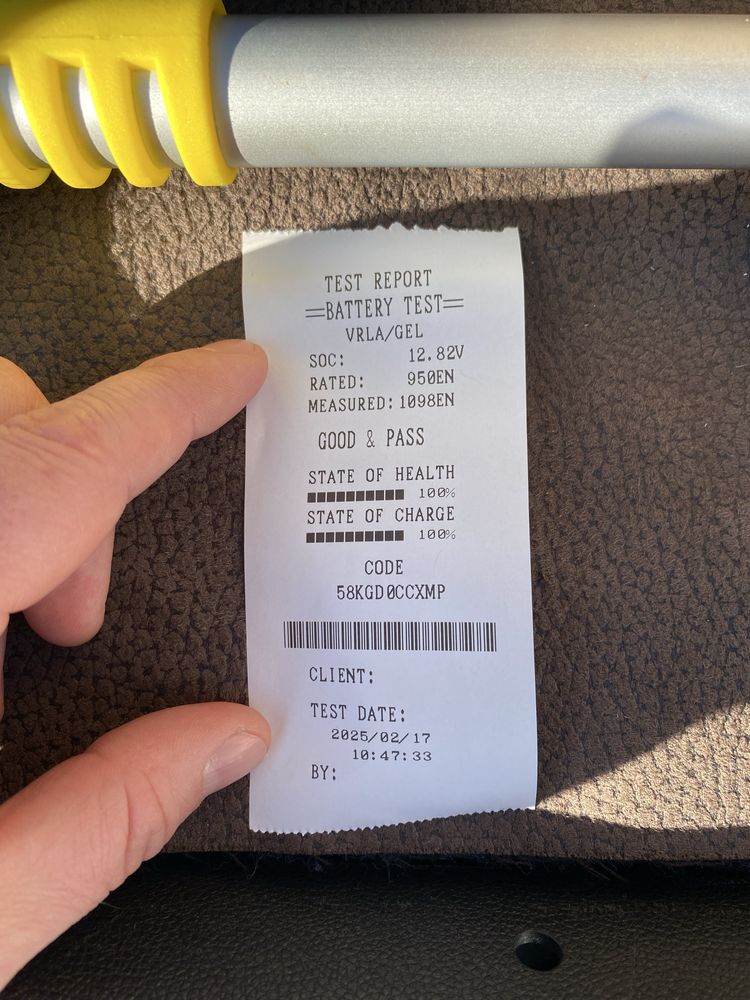 TEST REPORT
=BATTERY TEST=
VRLA/GEL
SOC: 12.82V
RATED: 950EN
MEASURED: 1098EN
GOOD & PASS
STATE OF HEALTH
100%
STATE OF CHARGE
100%
CODE
58KGD0CCXMP
CLIENT:
TEST DATE:
2025/02/17
10:47:33
BY: